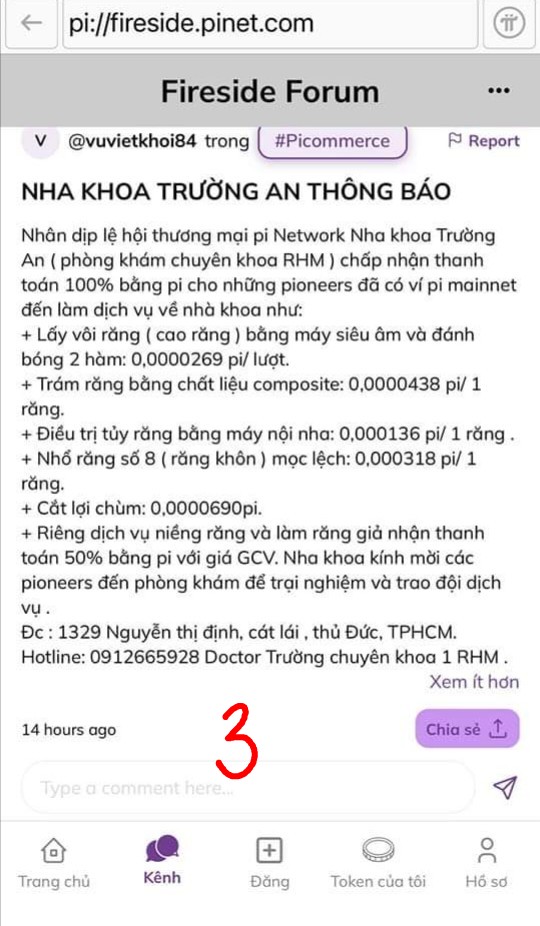 pi://fireside.pinet.com
Fireside Forum
V @vuvietkhoi84 trong #Picommerce Report
NHA KHOA TRƯỜNG AN THÔNG BÁO
Nhân dịp lệ hội thương mại pi Network Nha khoa Trường
An ( phòng khám chuyên khoa RHM ) chấp nhận thanh
toán 100% bằng pi cho những pioneers đã có ví pi mainnet
đến làm dịch vụ về nhà khoa như:
+ Lấy vôi răng ( cao răng ) bằng máy siêu âm và đánh
bóng 2 hàm: 0,0000269 pi/ lượt.
+ Trám răng bằng chất liệu composite: 0,0000438 pi/ 1
răng.
+ Điều trị tủy răng bằng máy nội nha: 0,000136 pi/ 1 răng .
+ Nhổ răng số 8 ( răng khôn ) mọc lệch: 0,000318 pi/ 1
răng.
+ Cắt lợi chùm: 0,0000690pi.
+ Riêng dịch vụ niềng răng và làm răng giả nhận thanh
toán 50% bằng pi với giá GCV. Nha khoa kính mời các
pioneers đến phòng khám để trại nghiệm và trao đội dịch
vụ .
Đc : 1329 Nguyễn thị định, cát lái , thủ Đức, TPHCM.
Hotline: 0912665928 Doctor Trường chuyên khoa 1 RHM .
Xem ít hơn
14 hours ago
3
Chia sẻ
Type a comment here...
Trang chủ
Kênh
Đăng
Token của tôi
Hồ sơ